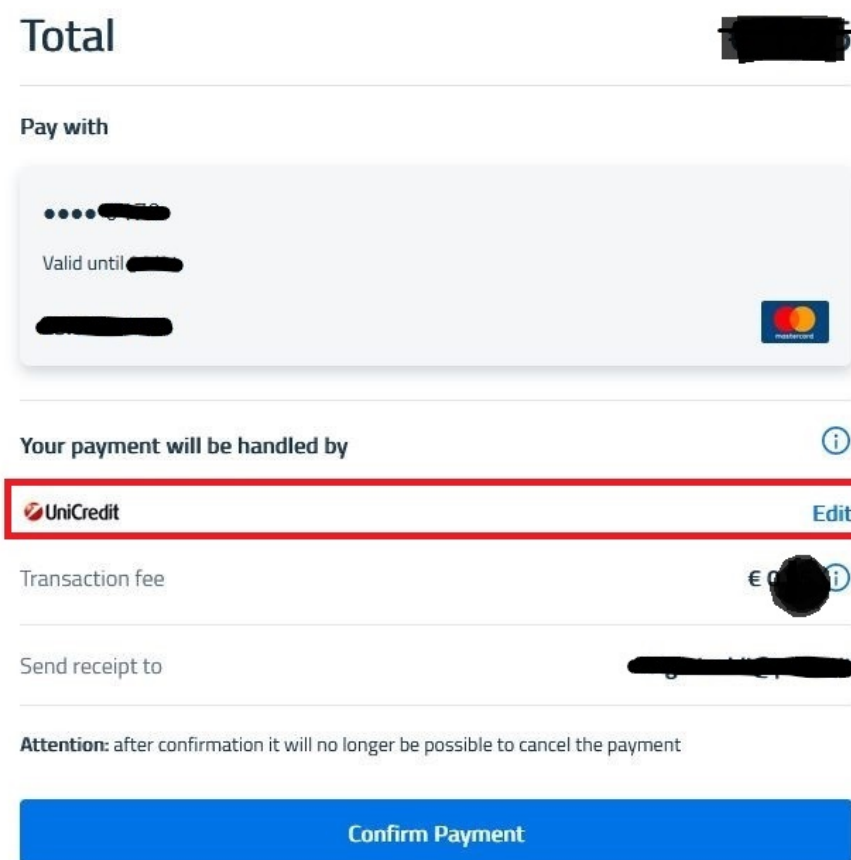 Total
Pay with
••••
Valid until
mastercard
Your payment will be handled by
UniCredit
Edit
Transaction fee
€
Send receipt to
Attention: after confirmation it will no longer be possible to cancel the payment
Confirm Payment